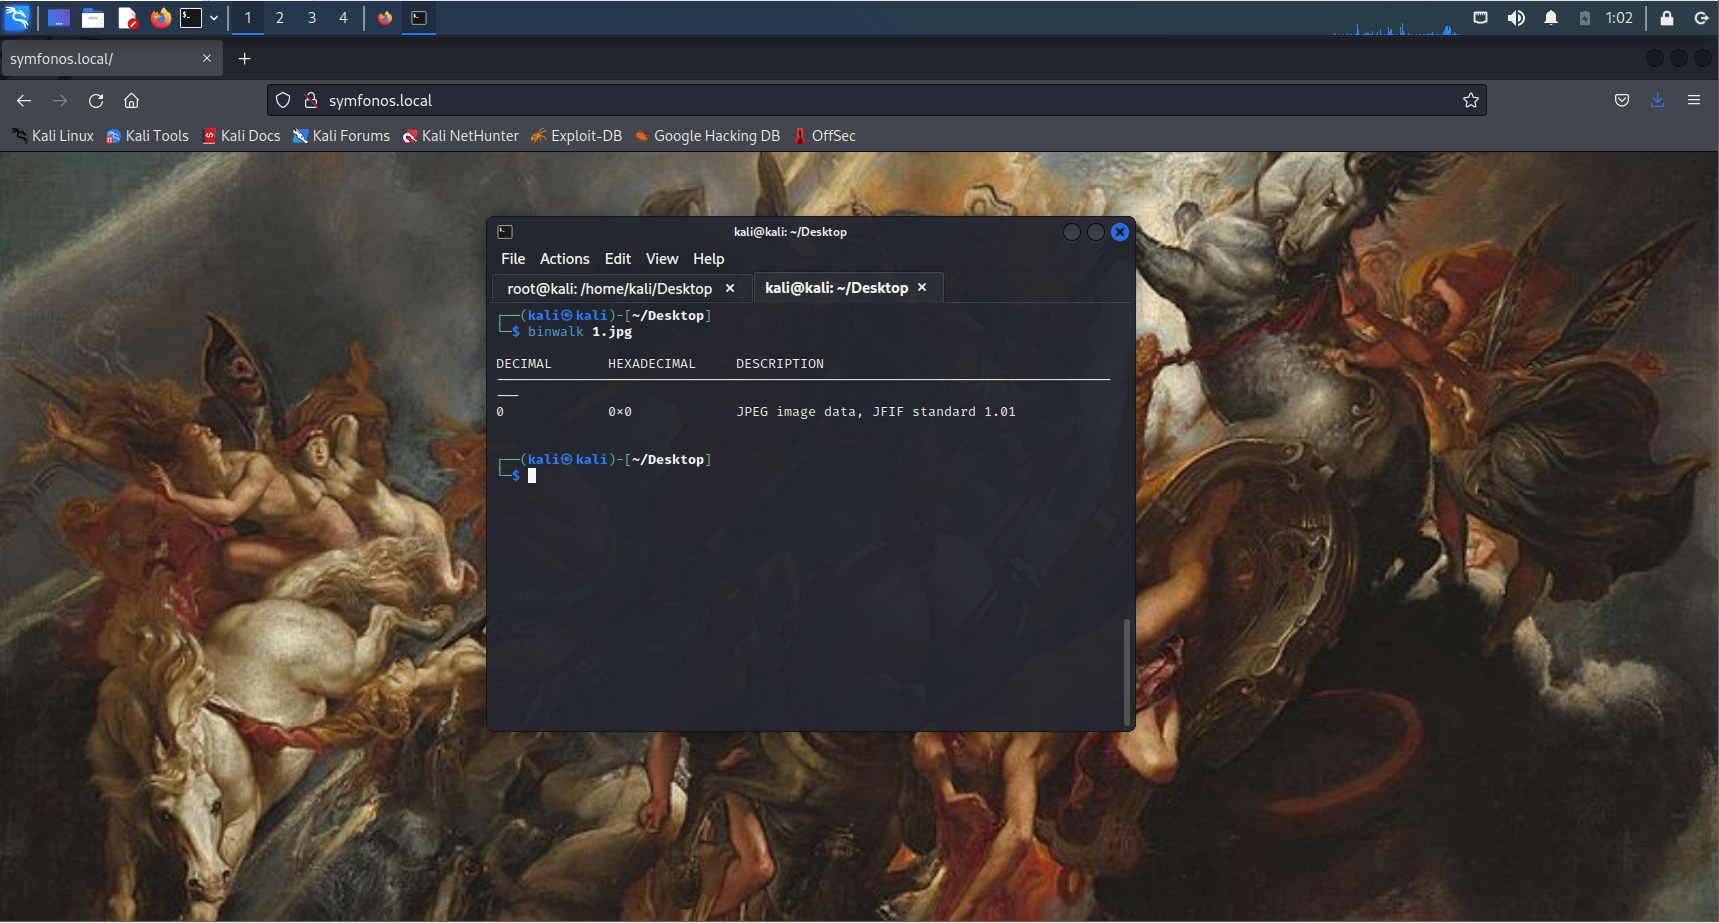 1 2 3 4 1:02
symfonos.local/
symfonos.local
Kali Linux Kali Tools Kali Docs Kali Forums Kali NetHunter Exploit-DB Google Hacking DB OffSec
kali@kali: ~/Desktop
File Actions Edit View Help
root@kali: /home/kali/Desktop kali@kali: ~/Desktop
┌──(kali㉿kali)-[~/Desktop]
└─$ binwalk 1.jpg
DECIMAL HEXADECIMAL DESCRIPTION
0 0×0 JPEG image data, JFIF standard 1.01
┌──(kali㉿kali)-[~/Desktop]
└─$